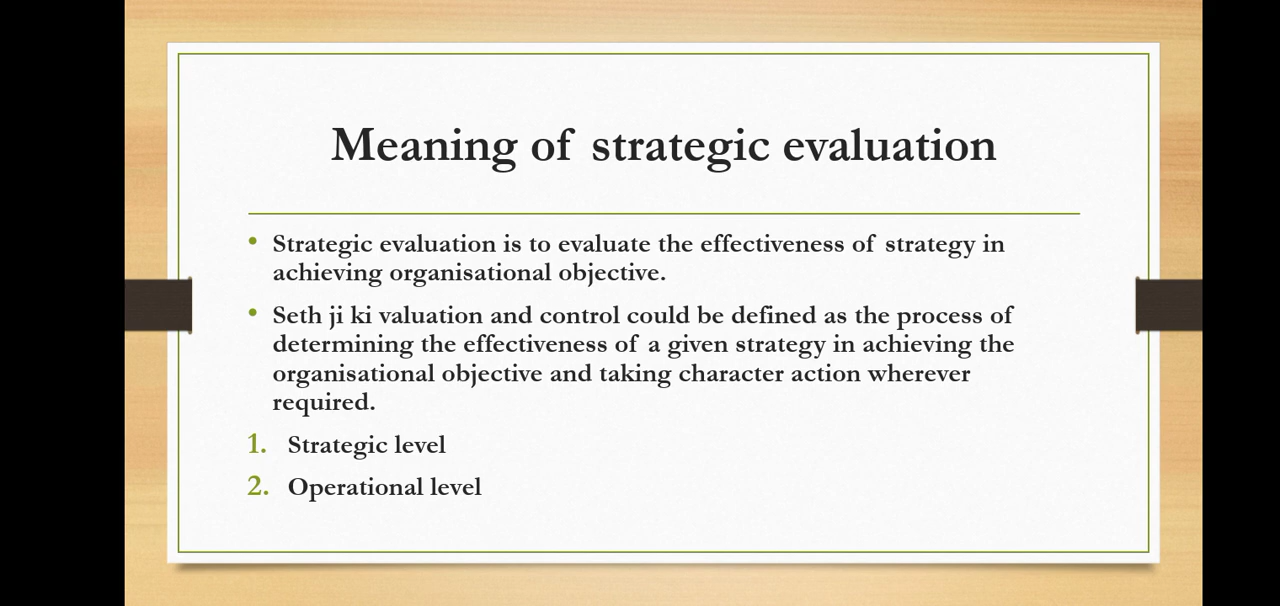 Meaning of strategic evaluation
• Strategic evaluation is to evaluate the effectiveness of strategy in
achieving organisational objective.
• Seth ji ki valuation and control could be defined as the process of
determining the effectiveness of a given strategy in achieving the
organisational objective and taking character action wherever
required.
1. Strategic level
2. Operational level